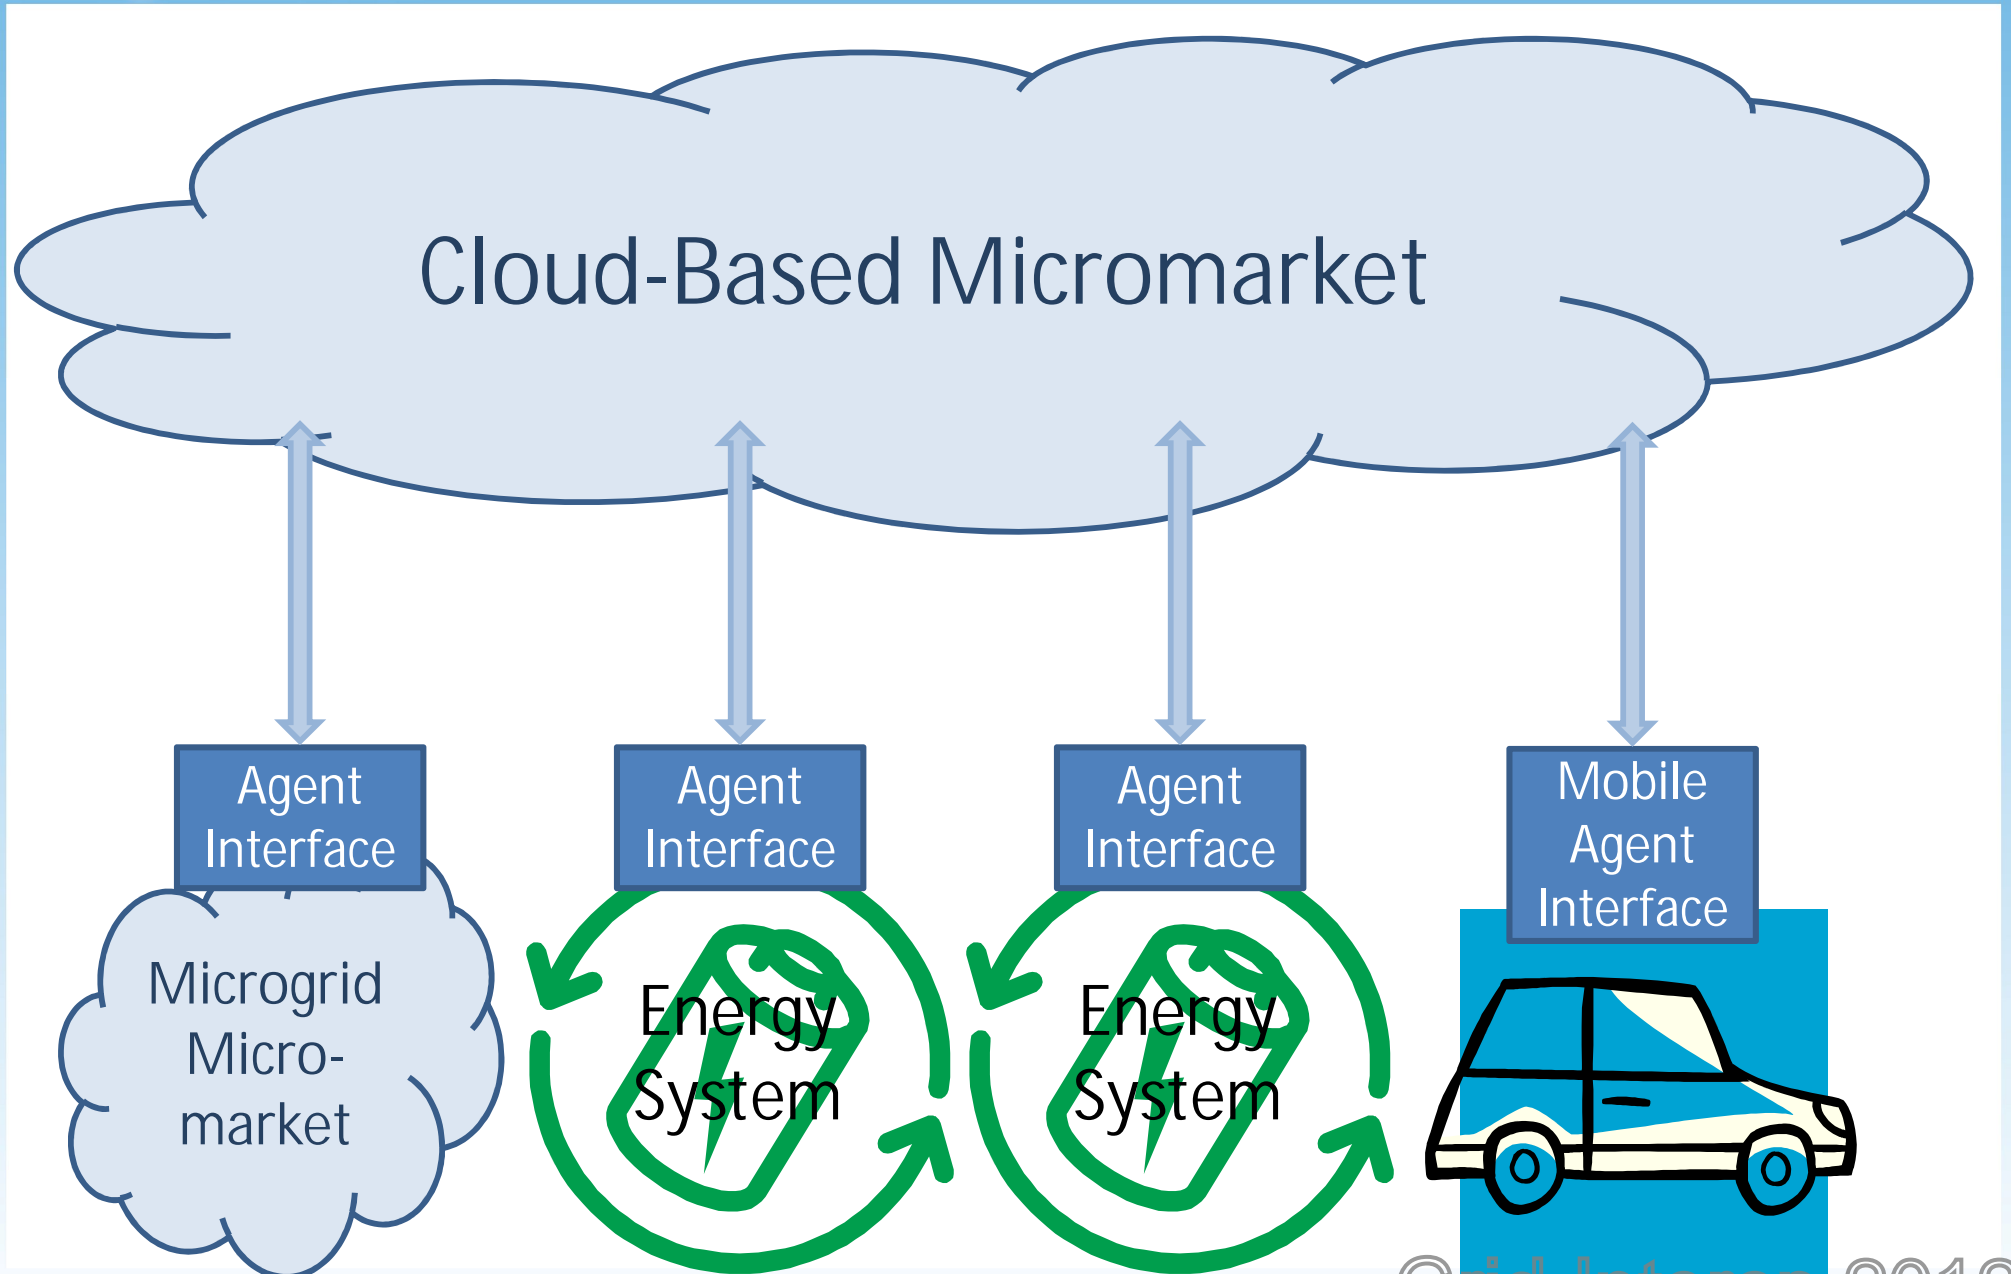 Cloud-Based Micromarket
Agent
Interface
Agent
Interface
Agent
Interface
Mobile
Agent
Interface
Microgrid
Micro-
market
Energy
System
Energy
System